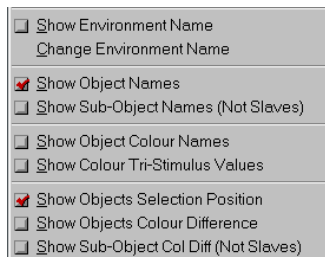 Show Environment Name
Change Environment Name
Show Object Names
Show Sub-Object Names (Not Slaves)
Show Object Colour Names
Show Colour Tri-Stimulus Values
Show Objects Selection Position
Show Objects Colour Difference
Show Sub-Object Col Diff (Not Slaves)